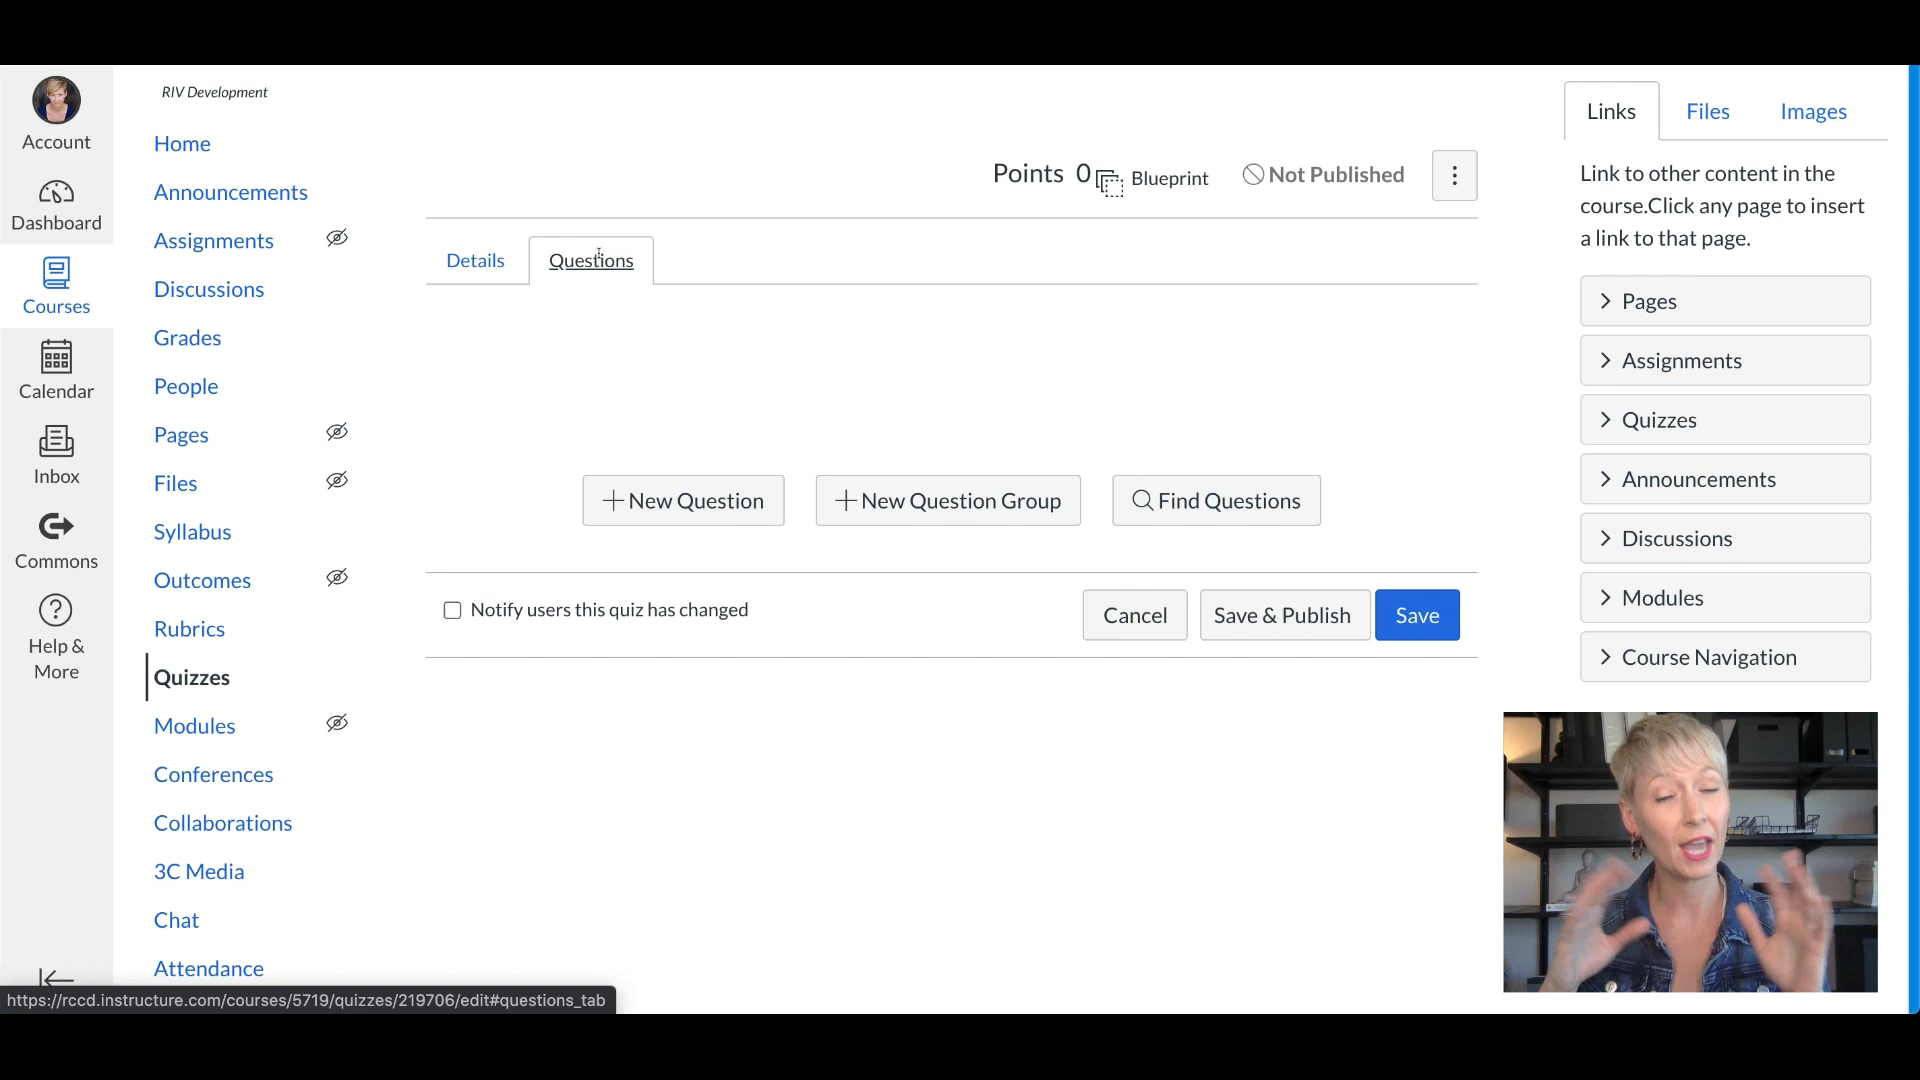 Account
Dashboard
Courses
Calendar
Inbox
Commons
?
Help &
More
RIV Development
Home
Announcements
Assignments
Discussions
Grades
People
Pages
Files
Syllabus
Outcomes
Rubrics
Quizzes
Modules
Conferences
Collaborations
3C Media
Chat
Attendance
Points 0 Blueprint Not Published
Details Questions
New Question New Question Group Find Questions
Notify users this quiz has changed
Cancel Save & Publish Save
Links Files Images
Link to other content in the
course.Click any page to insert
a link to that page.
Pages
Assignments
Quizzes
Announcements
Discussions
Modules
Course Navigation
https://rccd.instructure.com/courses/5719/quizzes/219706/edit#questions_tab